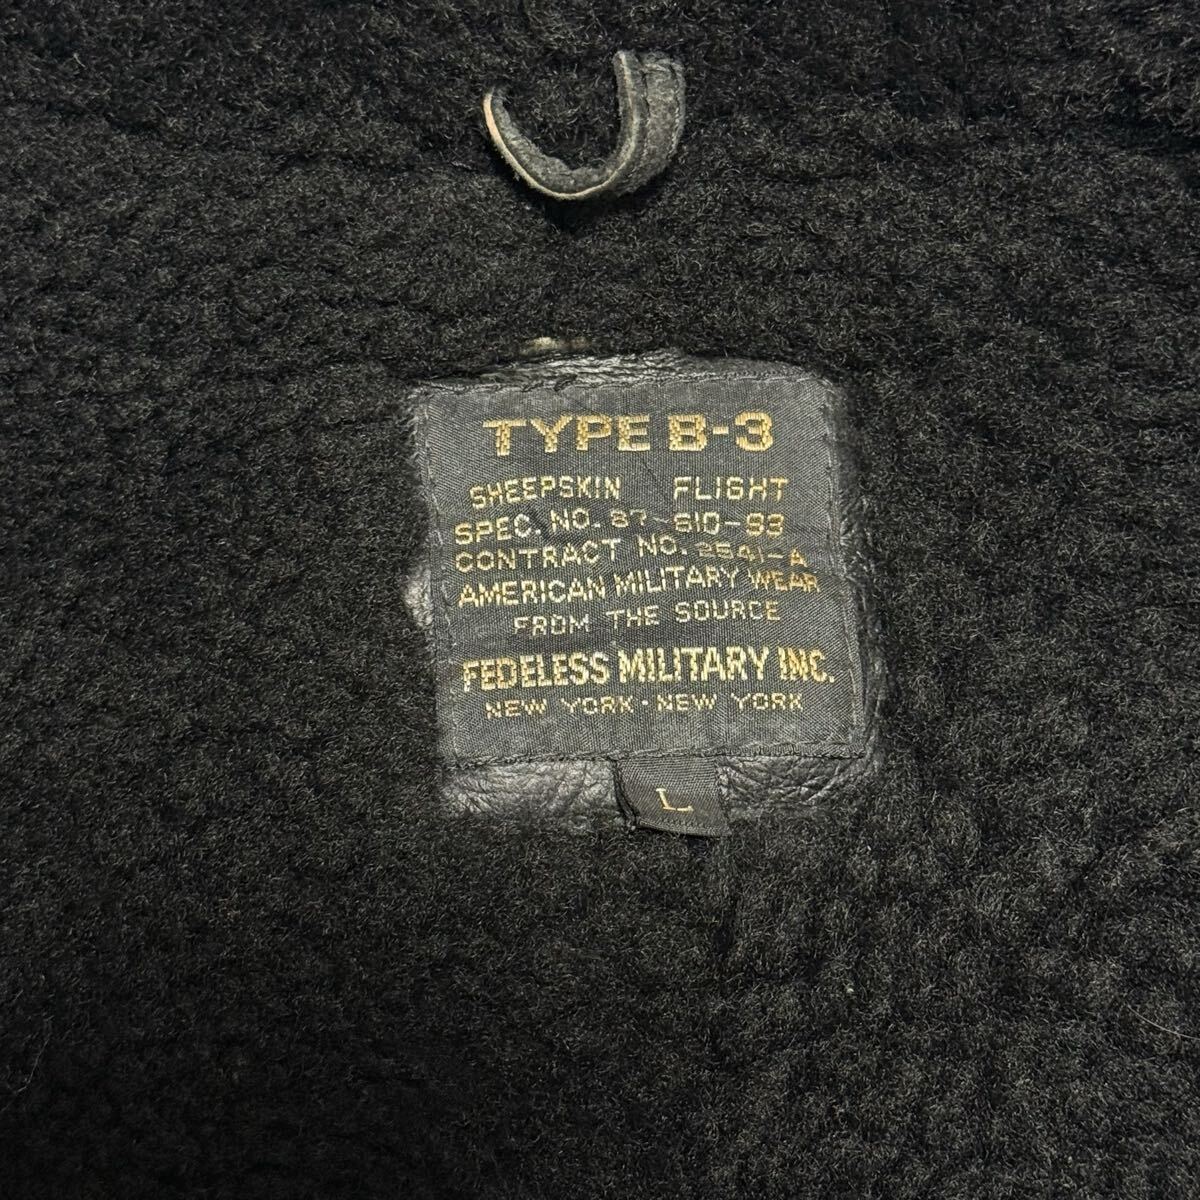 TYPE B-3
SHEEPSKIN FLIGHT
SPEC. NO. 87-610-S3
CONTRACT NO. 2541-A
AMERICAN MILITARY WEAR
FROM THE SOURCE
FEDELESS MILITARY INC.
NEW YORK · NEW YORK
L